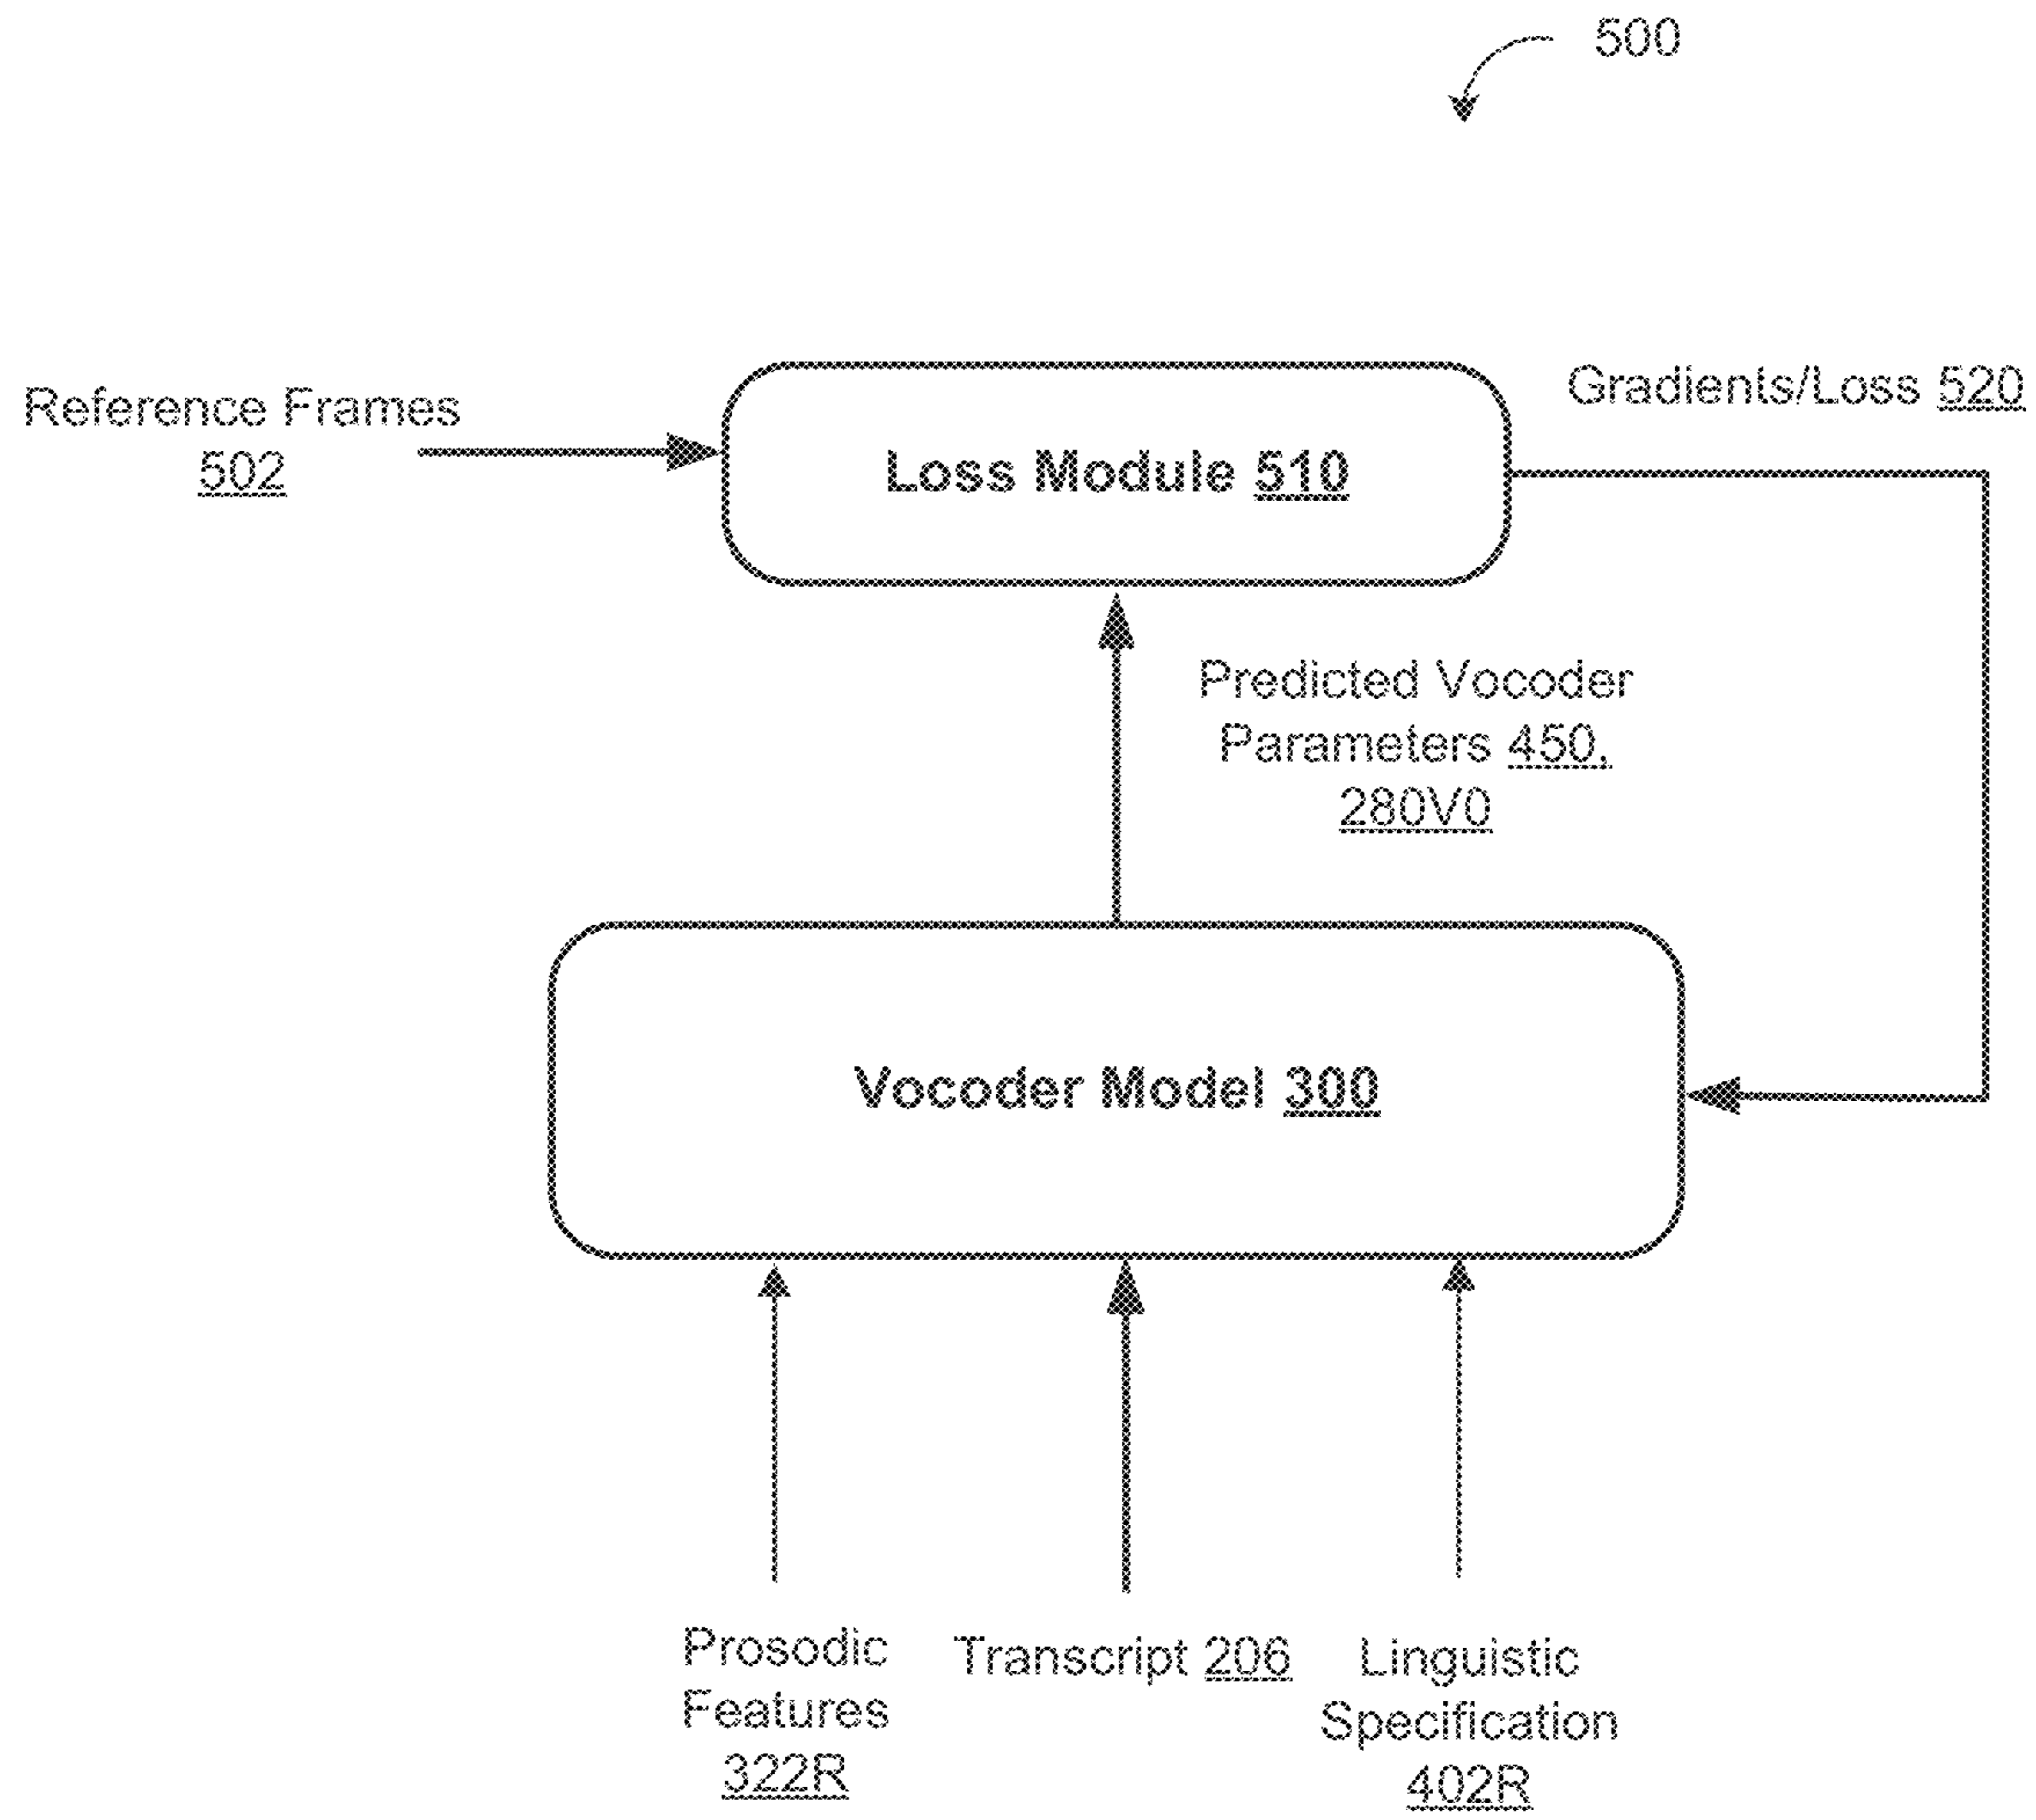 500
Reference Frames
502
Loss Module 510
Gradients/Loss 520
Predicted Vocoder
Parameters 450,
280V0
Vocoder Model 300
Prosodic
Features
322R
Transcript 206
Linguistic
Specification
402R